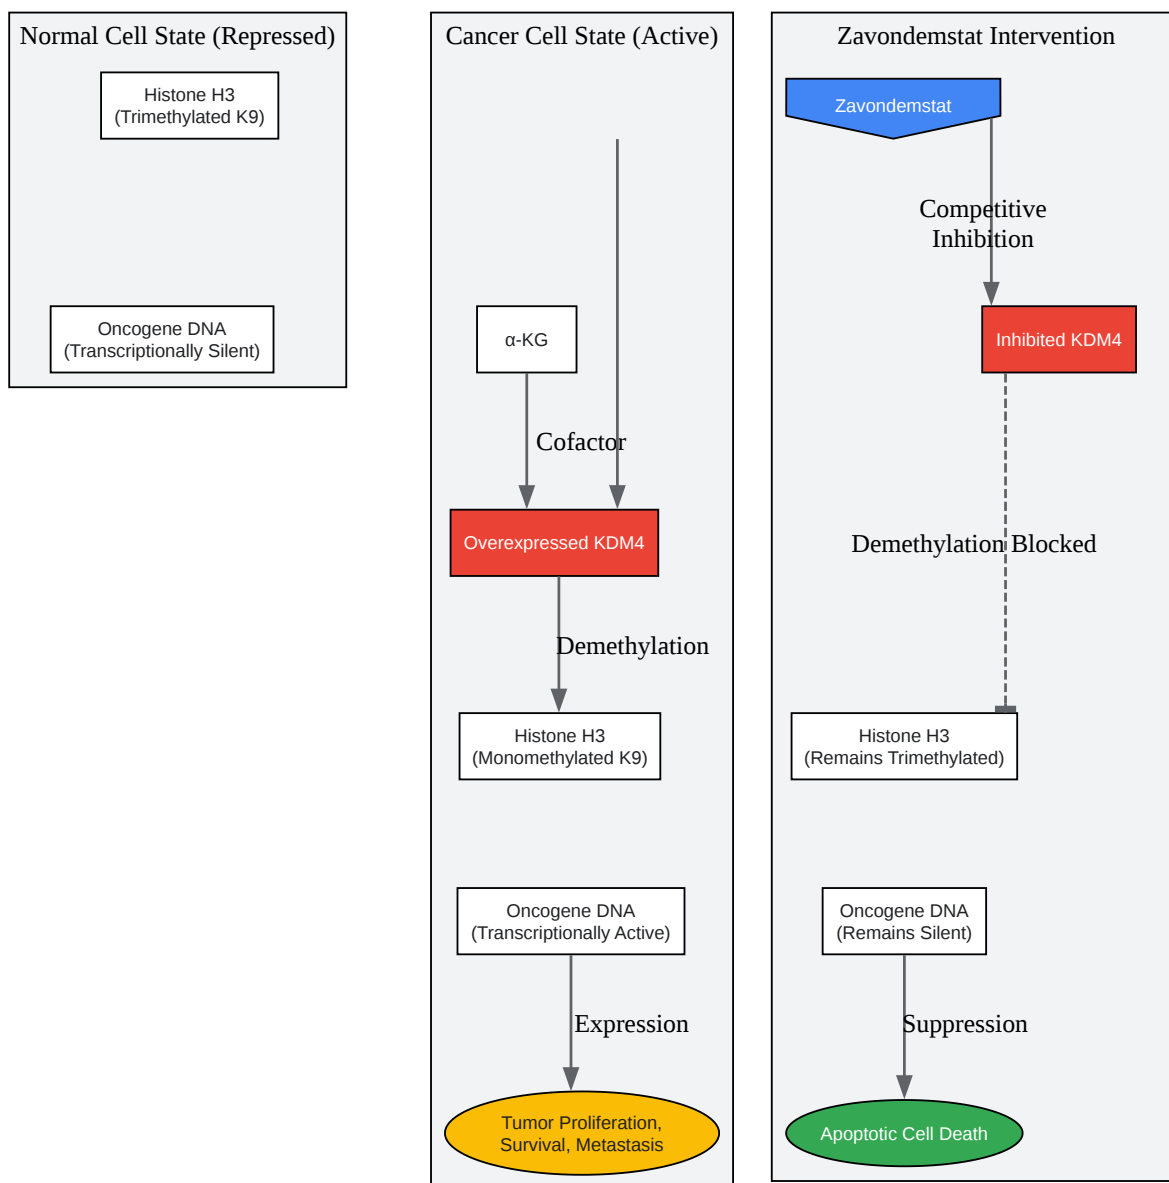 Normal Cell State (Repressed)
Histone H3
(Trimethylated K9)
Oncogene DNA
(Transcriptionally Silent)
Cancer Cell State (Active)
α-KG
Cofactor
Overexpressed KDM4
Demethylation
Histone H3
(Monomethylated K9)
Oncogene DNA
(Transcriptionally Active)
Expression
Tumor Proliferation,
Survival, Metastasis
Zavondemstat Intervention
Zavondemstat
Competitive
Inhibition
Inhibited KDM4
Demethylation Blocked
Histone H3
(Remains Trimethylated)
Oncogene DNA
(Remains Silent)
Suppression
Apoptotic Cell Death